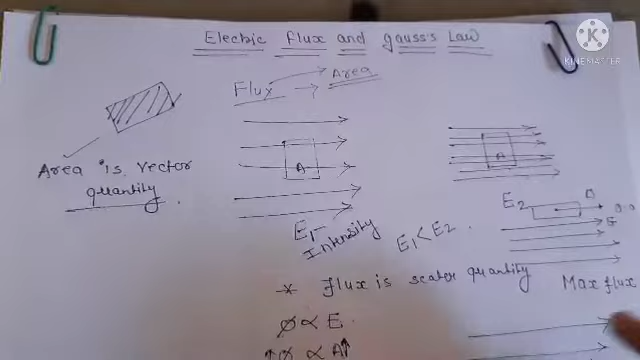 Electric Flux and gauss's Law
KINEMASTER
Flux → Area
Area is vector
quantity.
A
A
E1-
Intensity
E1 < E2.
E2
* Flux is scaler quantity
Max flux
Ø ∝ E
↑Ø ∝ A↑